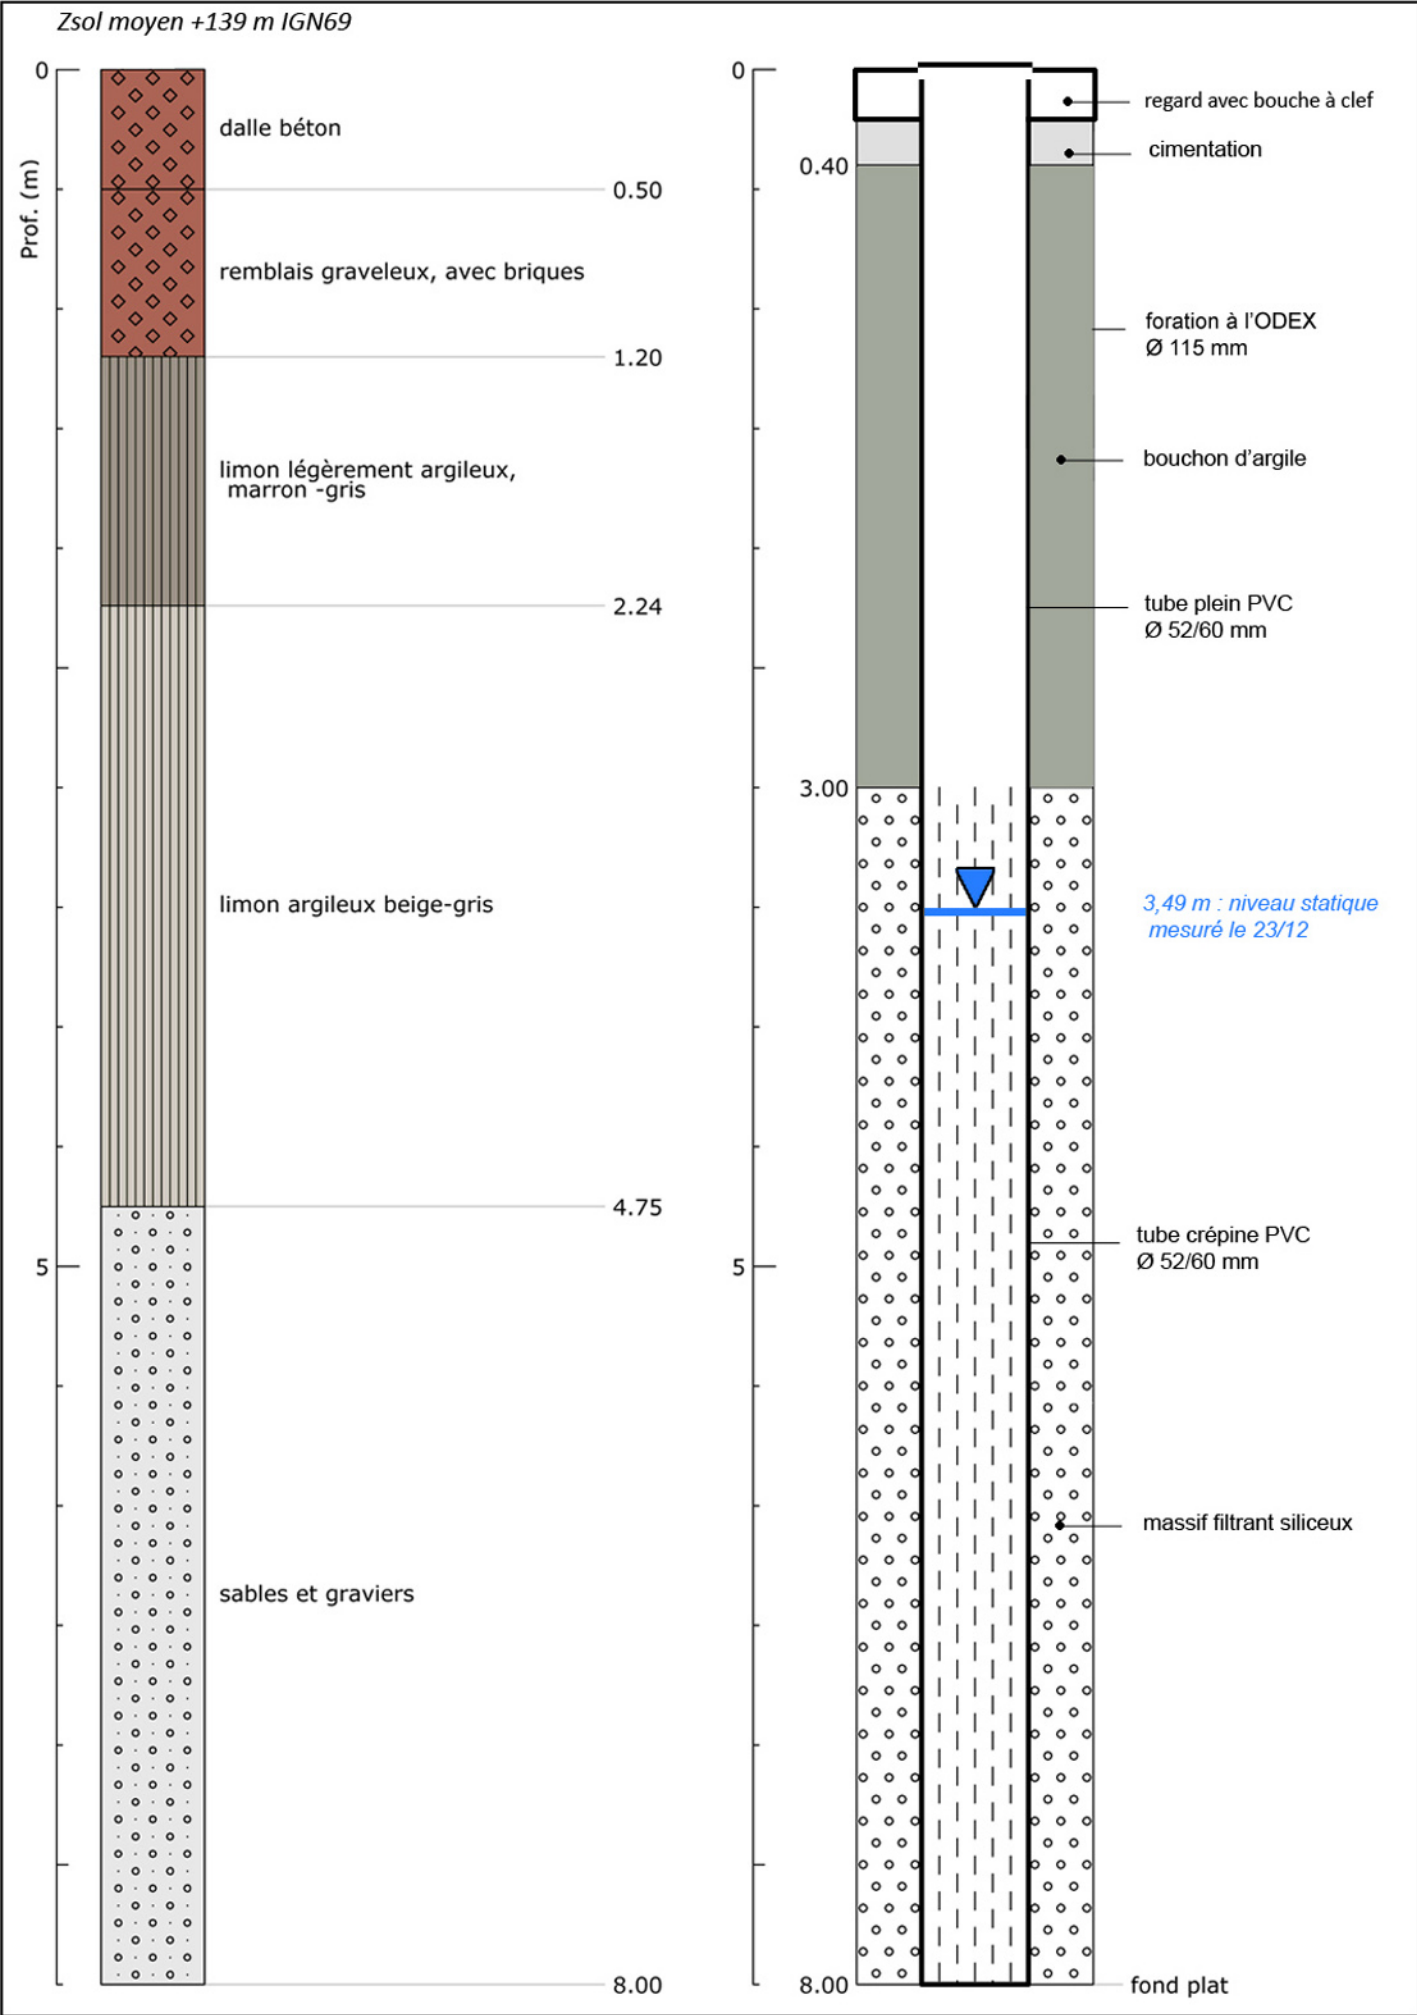 Zsol moyen +139 m IGN69
Prof. (m)
0
dalle béton
0.50
remblais graveleux, avec briques
1.20
limon légèrement argileux,
marron -gris
2.24
limon argileux beige-gris
4.75
5
sables et graviers
8.00
0
regard avec bouche à clef
cimentation
0.40
foration à l'ODEX
Ø 115 mm
bouchon d'argile
tube plein PVC
Ø 52/60 mm
3.00
3,49 m : niveau statique
mesuré le 23/12
tube crépine PVC
Ø 52/60 mm
5
massif filtrant siliceux
8.00
fond plat